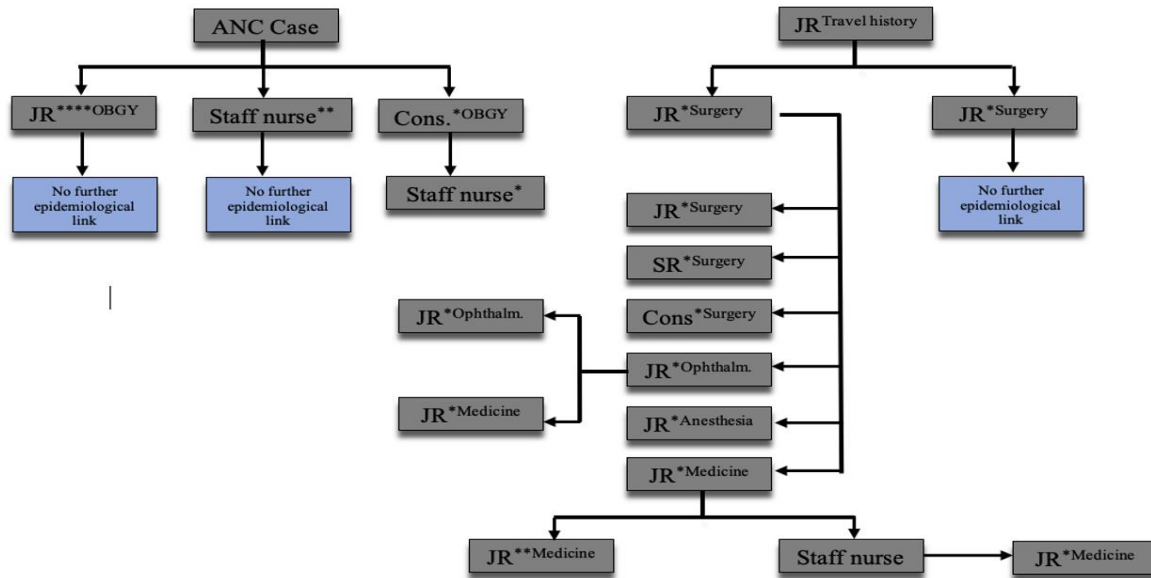 ANC Case
JR Travel history
JR****OBGY
Staff nurse**
Cons.*OBGY
JR*Surgery
JR*Surgery
No further
epidemiological
link
No further
epidemiological
link
Staff nurse*
No further
epidemiological
link
JR*Surgery
SR*Surgery
Cons*Surgery
JR*Ophthalm.
JR*Ophthalm.
JR*Medicine
JR*Anesthesia
JR*Medicine
JR**Medicine
Staff nurse
JR*Medicine